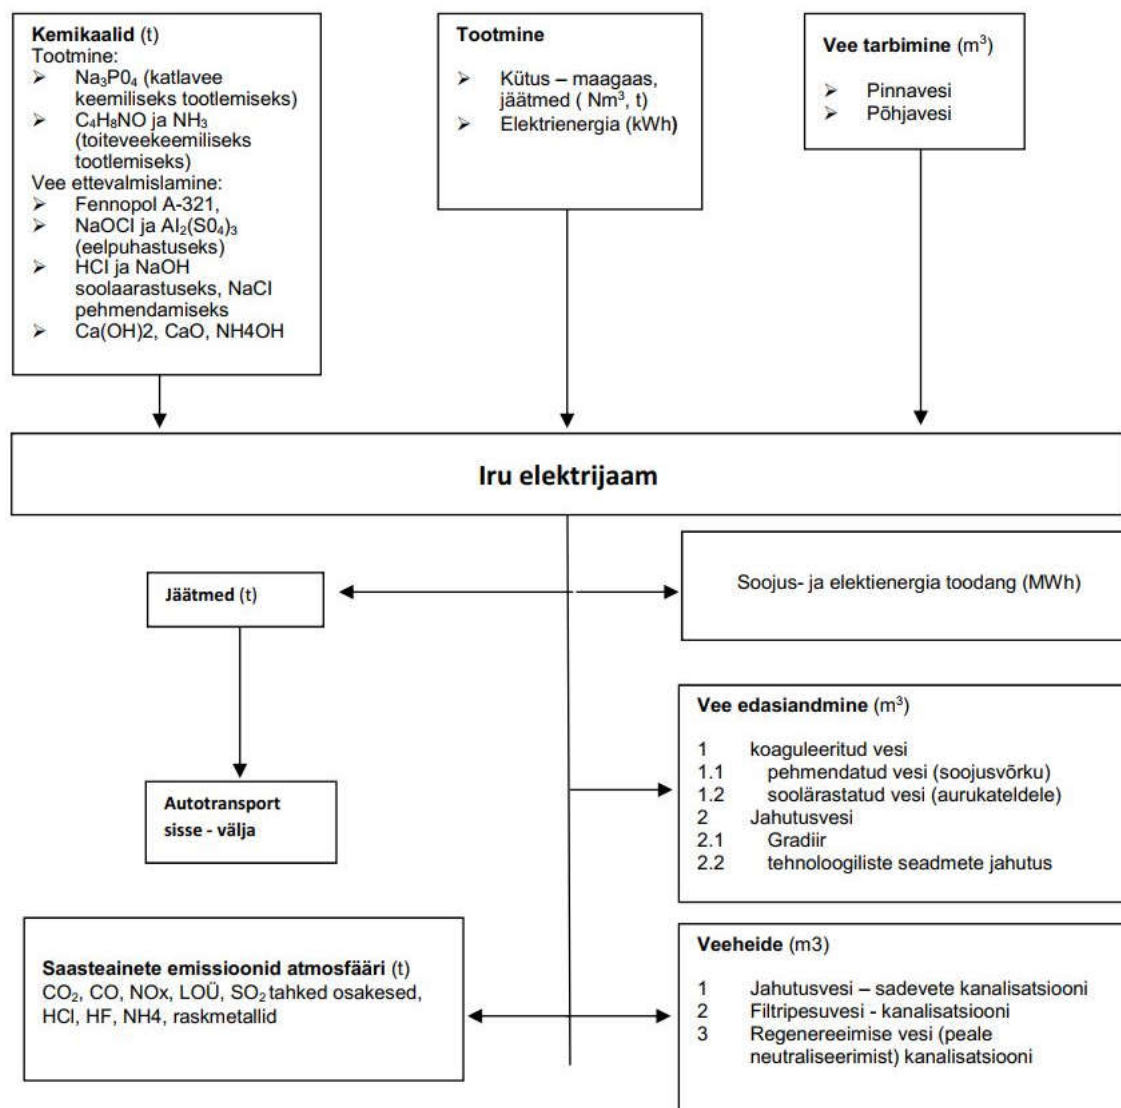 Kemikaalid (t)
Tootmine:
➢ Na₃P0₄ (katlavee
keemiliseks tootlemiseks)
➢ C₄H₈NO ja NH₃
(toiteveekeemiliseks
tootlemiseks)
Vee ettevalmislamine:
➢ Fennopol A-321,
➢ NaOCI ja AI₂(S0₄)₃
(eelpuhastuseks)
➢ HCI ja NaOH
soolaarastuseks, NaCI
pehmendamiseks
➢ Ca(OH)2, CaO, NH4OH
Tootmine
➢ Kütus – maagaas,
jäätmed ( Nm³, t)
➢ Elektrienergia (kWh)
Vee tarbimine (m³)
➢ Pinnavesi
➢ Põhjavesi
Iru elektrijaam
Jäätmed (t)
Soojus- ja elektienergia toodang (MWh)
Autotransport
sisse - välja
Vee edasiandmine (m³)
1 koaguleeritud vesi
1.1 pehmendatud vesi (soojusvõrku)
1.2 soolärastatud vesi (aurukateldele)
2 Jahutusvesi
2.1 Gradiir
2.2 tehnoloogiliste seadmete jahutus
Saasteainete emissioonid atmosfääri (t)
CO₂, CO, NOx, LOÜ, SO₂ tahked osakesed,
HCl, HF, NH4, raskmetallid
Veeheide (m3)
1 Jahutusvesi – sadevete kanalisatsiooni
2 Filtripesuvesi - kanalisatsiooni
3 Regenereeimise vesi (peale
neutraliseerimist) kanalisatsiooni